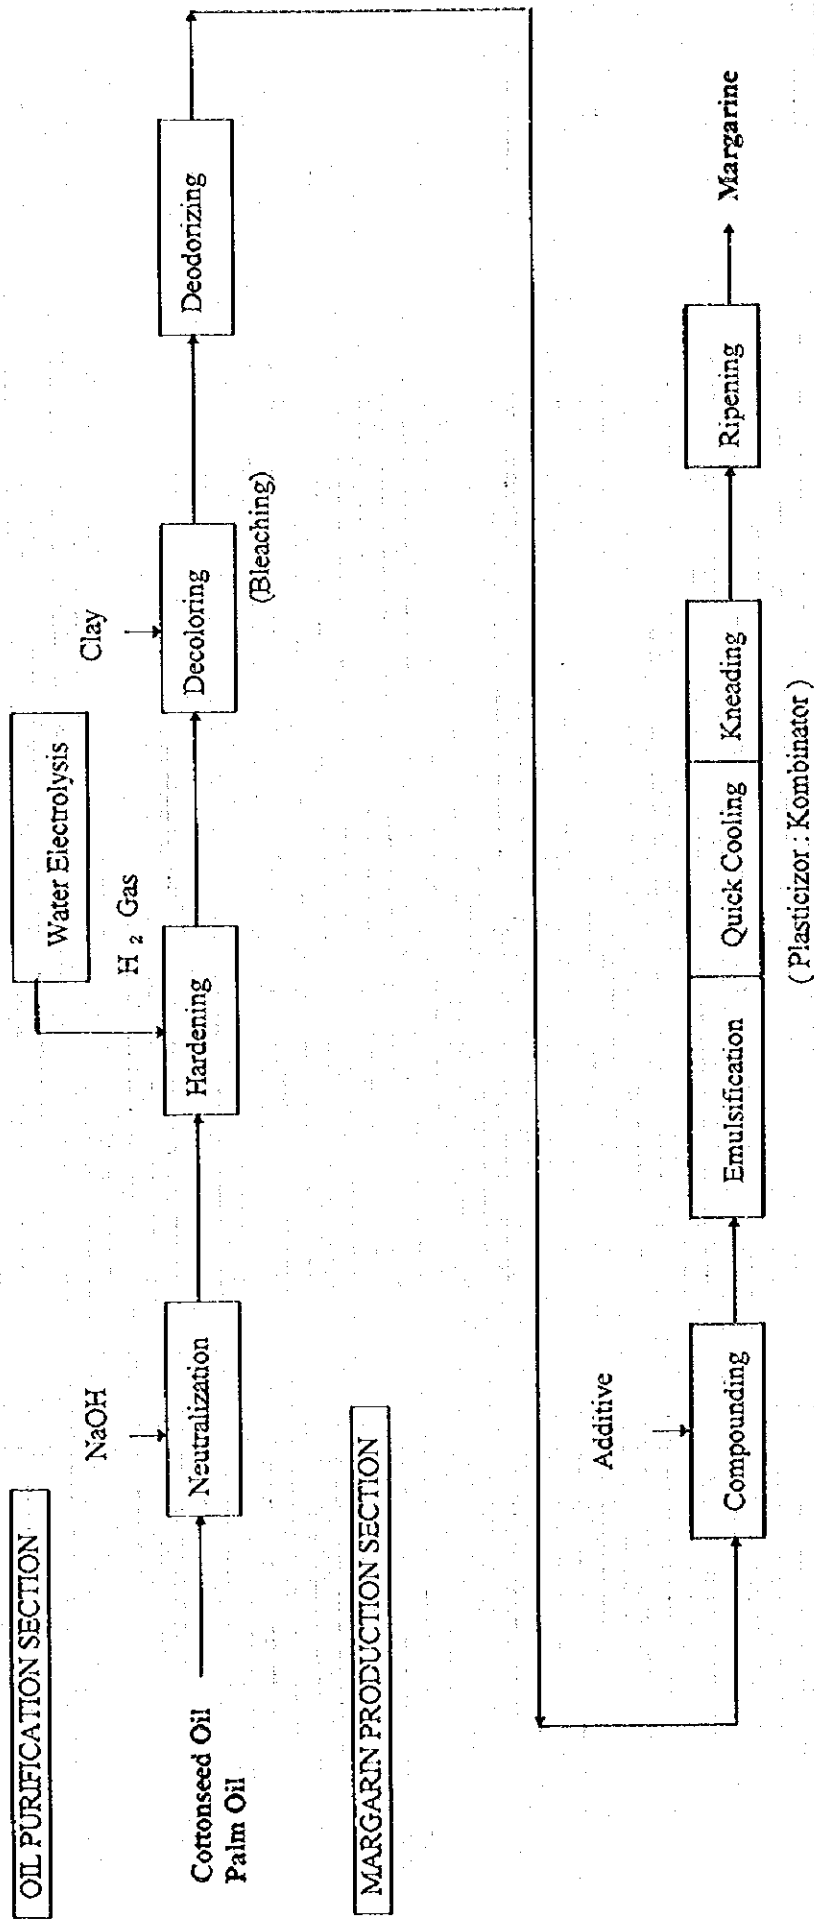 OIL PURIFICATION SECTION
Water Electrolysis
NaOH
H2 Gas
Clay
Cottonseed Oil
Palm Oil
Neutralization
Hardening
Decoloring
Deodorizing
(Bleaching)
MARGARIN PRODUCTION SECTION
Additive
Compounding
Emulsification
Quick Cooling
Kneading
Ripening
Margarine
(Plasticizor : Kombinator)